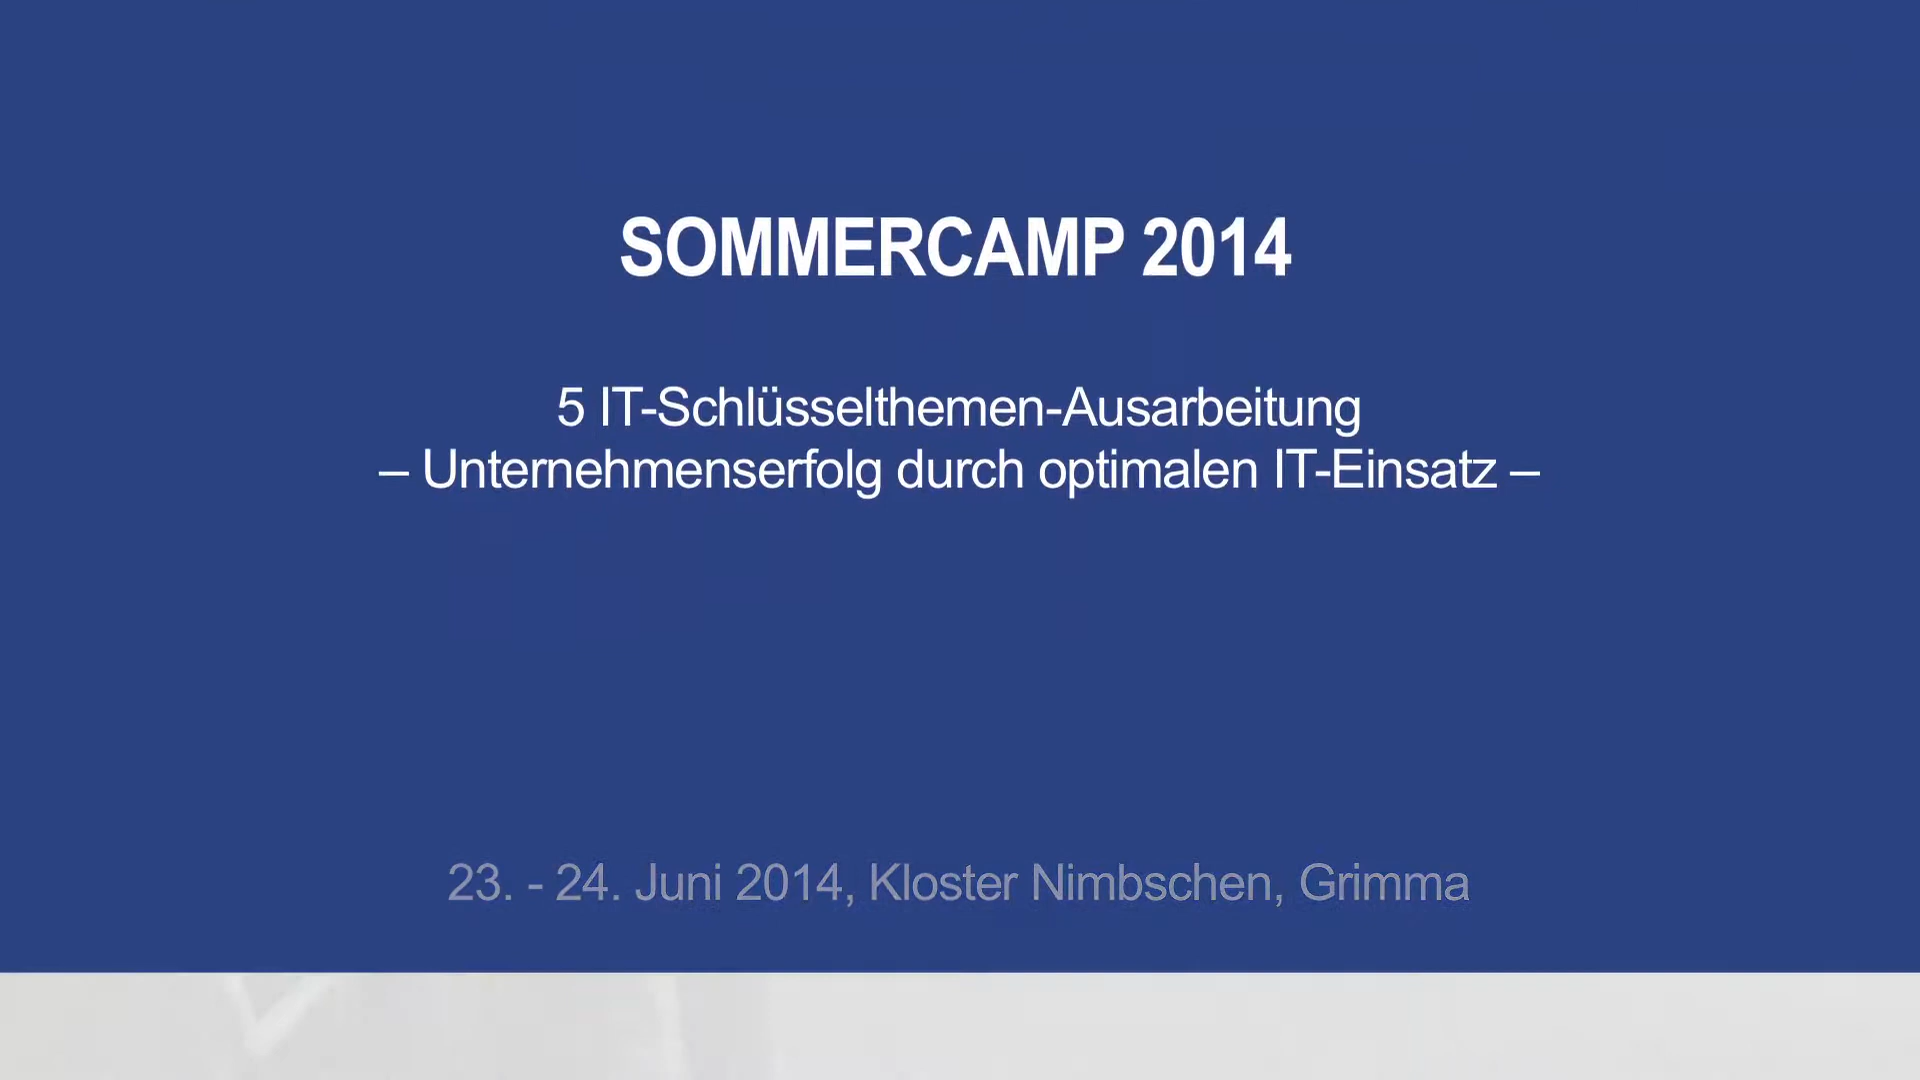 SOMMERCAMP 2014
5 IT-Schlüsselthemen-Ausarbeitung
– Unternehmenserfolg durch optimalen IT-Einsatz –
23. - 24. Juni 2014, Kloster Nimbschen, Grimma